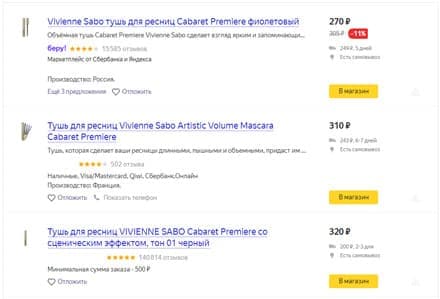 Vivienne Sabo тушь для ресниц Cabaret Premiere фиолетовый
270 ₽
Объёмная тушь Cabaret Premiere Vivienne Sabo сделает взгляд ярким и запоминающи...
305 ₽ -11%
беру! 15 585 отзывов
249 ₽, 5 дней
Маркетплейс от Сбербанка и Яндекса
Есть самовывоз
Производство: Россия.
Ещё 3 предложения Отложить
В магазин
Тушь для ресниц Vivienne Sabo Artistic Volume Mascara
Cabaret Premiere
310 ₽
Тушь, которая сделает ваши ресницы длинными, пышными и объемными, придаст им ...
243 ₽, 6-7 дней
Есть самовывоз
502 отзыва
Наличные, Visa/Mastercard, Qiwi, Сбербанк.Онлайн
Производство: Франция.
Отложить Показать телефон
В магазин
Тушь для ресниц VIVIENNE SABO Cabaret Premiere со
сценическим эффектом, тон 01 черный
320 ₽
200 ₽, 2-3 дня
Есть самовывоз
140 814 отзывов
Минимальная сумма заказа - 500 ₽
Отложить
В магазин